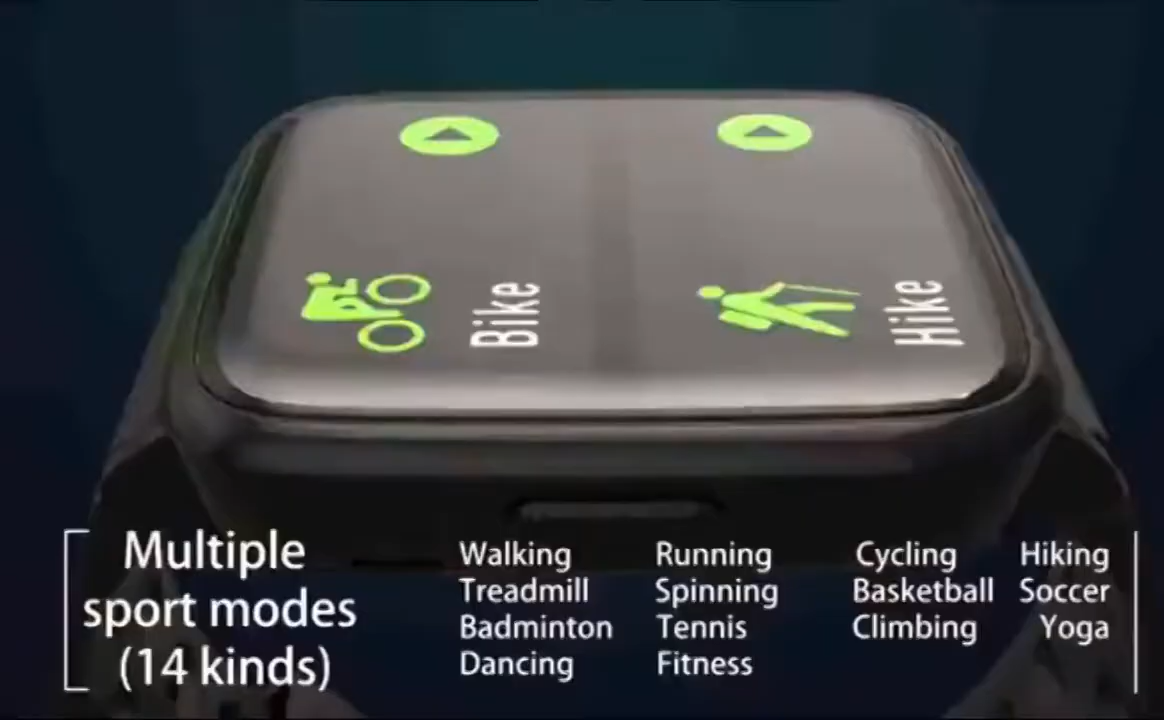 Bike
Hike
Multiple
sport modes
(14 kinds)
Walking Running Cycling Hiking
Treadmill Spinning Basketball Soccer
Badminton Tennis Climbing Yoga
Dancing Fitness